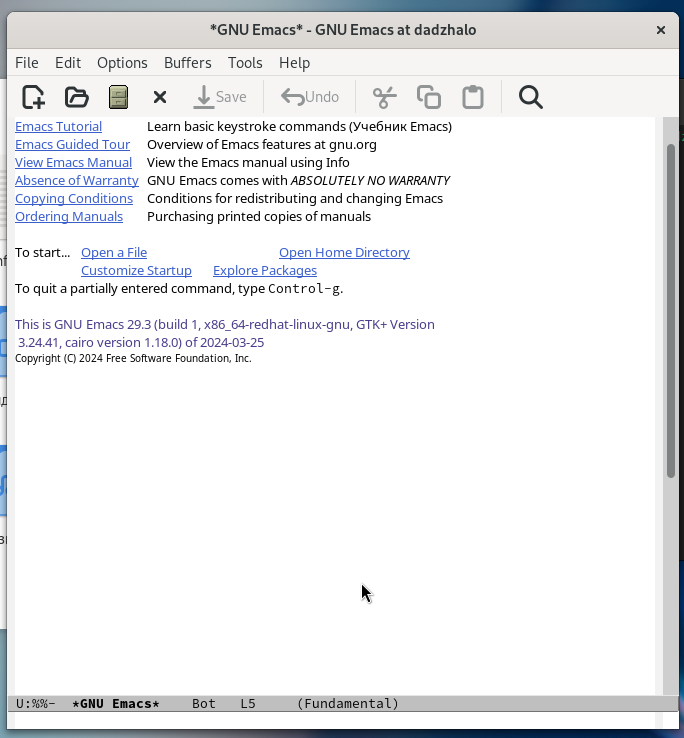 *GNU Emacs* - GNU Emacs at dadzhalo
File Edit Options Buffers Tools Help
Save Undo
Emacs Tutorial Learn basic keystroke commands (Учебник Emacs)
Emacs Guided Tour Overview of Emacs features at gnu.org
View Emacs Manual View the Emacs manual using Info
Absence of Warranty GNU Emacs comes with ABSOLUTELY NO WARRANTY
Copying Conditions Conditions for redistributing and changing Emacs
Ordering Manuals Purchasing printed copies of manuals
To start... Open a File Open Home Directory
Customize Startup Explore Packages
To quit a partially entered command, type Control-g.
This is GNU Emacs 29.3 (build 1, x86_64-redhat-linux-gnu, GTK+ Version
3.24.41, cairo version 1.18.0) of 2024-03-25
Copyright (C) 2024 Free Software Foundation, Inc.
U:%%- *GNU Emacs* Bot L5 (Fundamental)